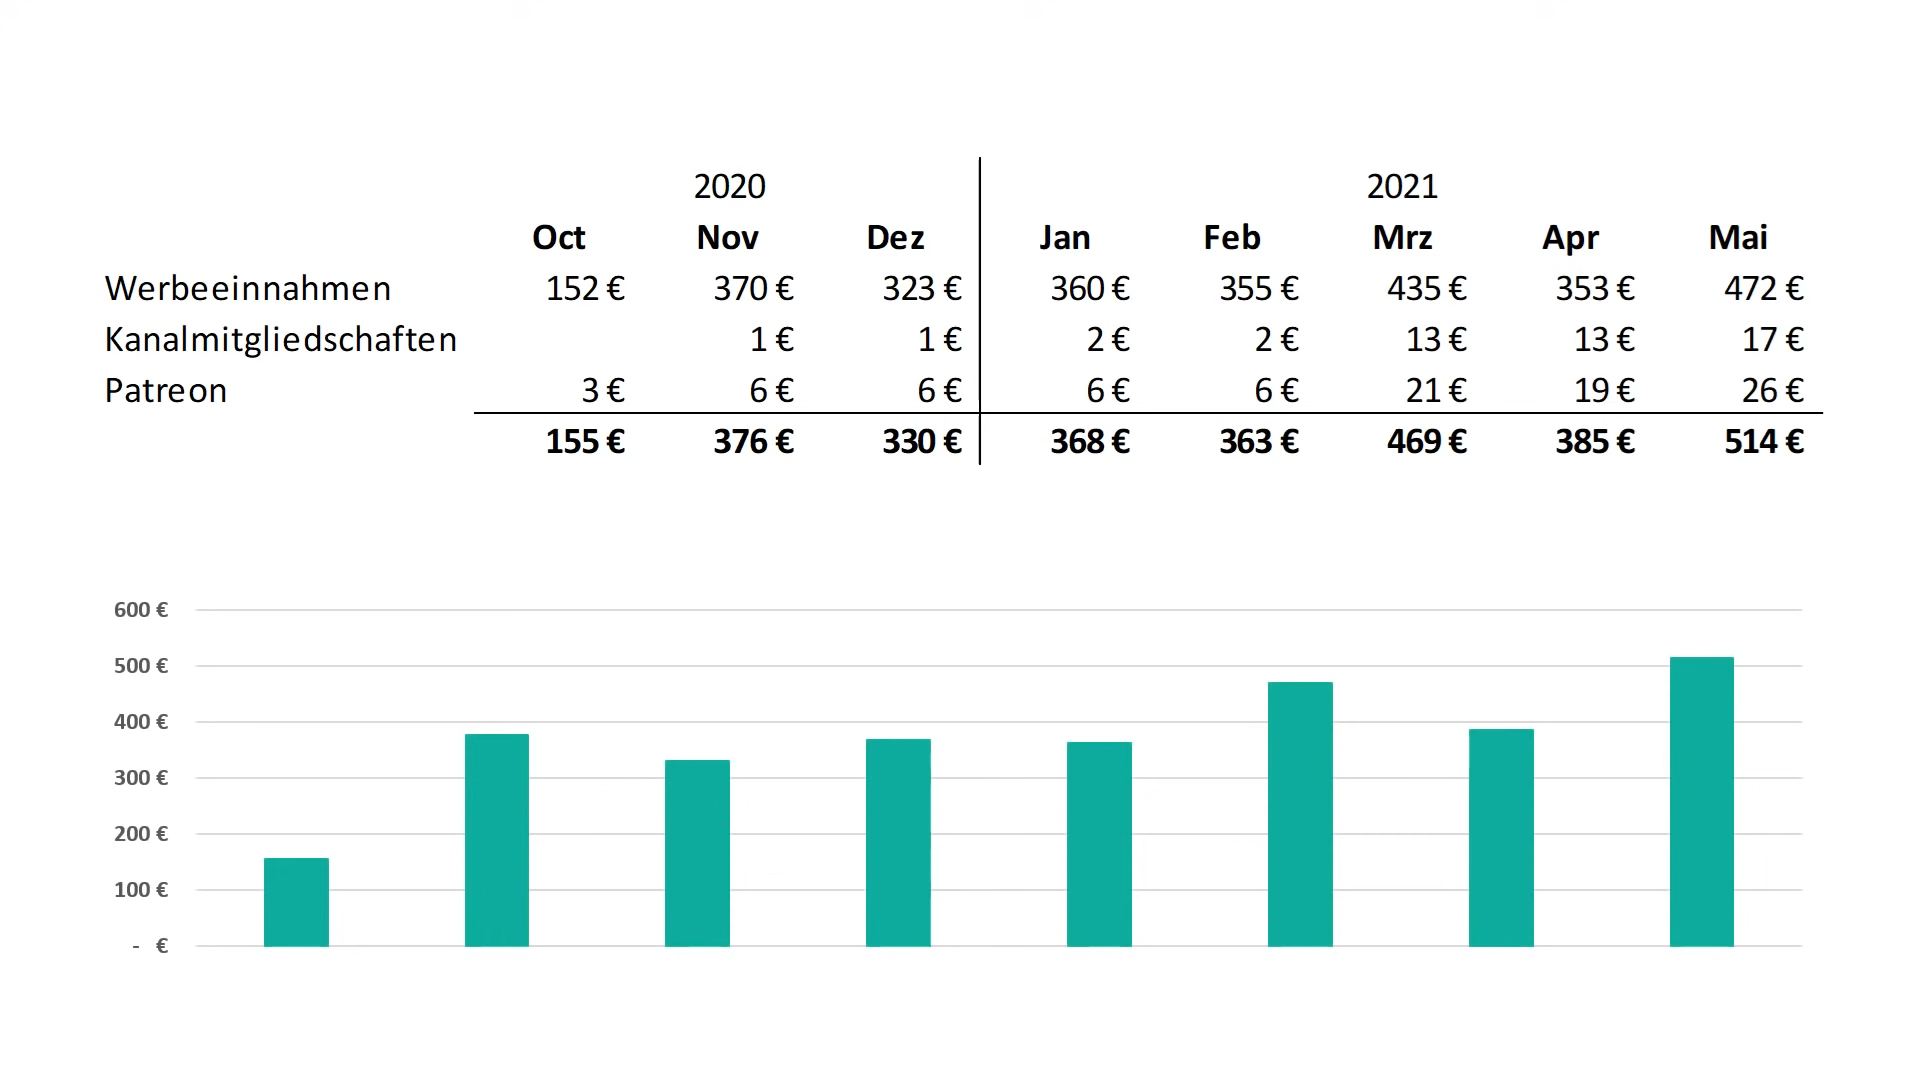 2020 2021
Oct Nov Dez Jan Feb Mrz Apr Mai
Werbeeinnahmen 152 € 370 € 323 € 360 € 355 € 435 € 353 € 472 €
Kanalmitgliedschaften 1 € 1 € 2 € 2 € 13 € 13 € 17 €
Patreon 3 € 6 € 6 € 6 € 6 € 21 € 19 € 26 €
155 € 376 € 330 € 368 € 363 € 469 € 385 € 514 €
600 €
500 €
400 €
300 €
200 €
100 €
- €